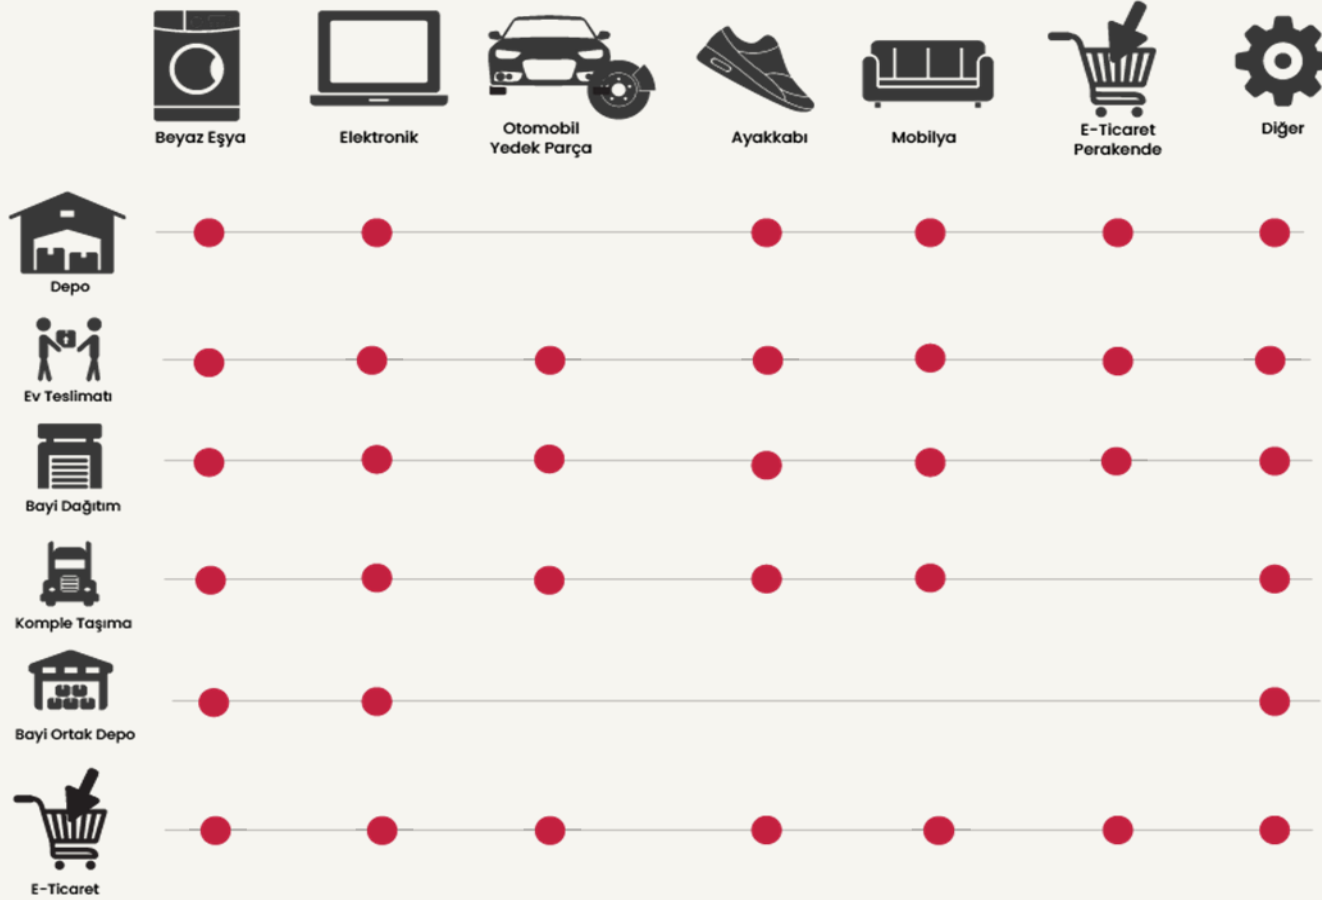 Beyaz Eşya
Elektronik
Otomobil
Yedek Parça
Ayakkabı
Mobilya
E-Ticaret
Perakende
Diğer
Depo
Ev Teslimatı
Bayi Dağıtım
Komple Taşıma
Bayi Ortak Depo
E-Ticaret